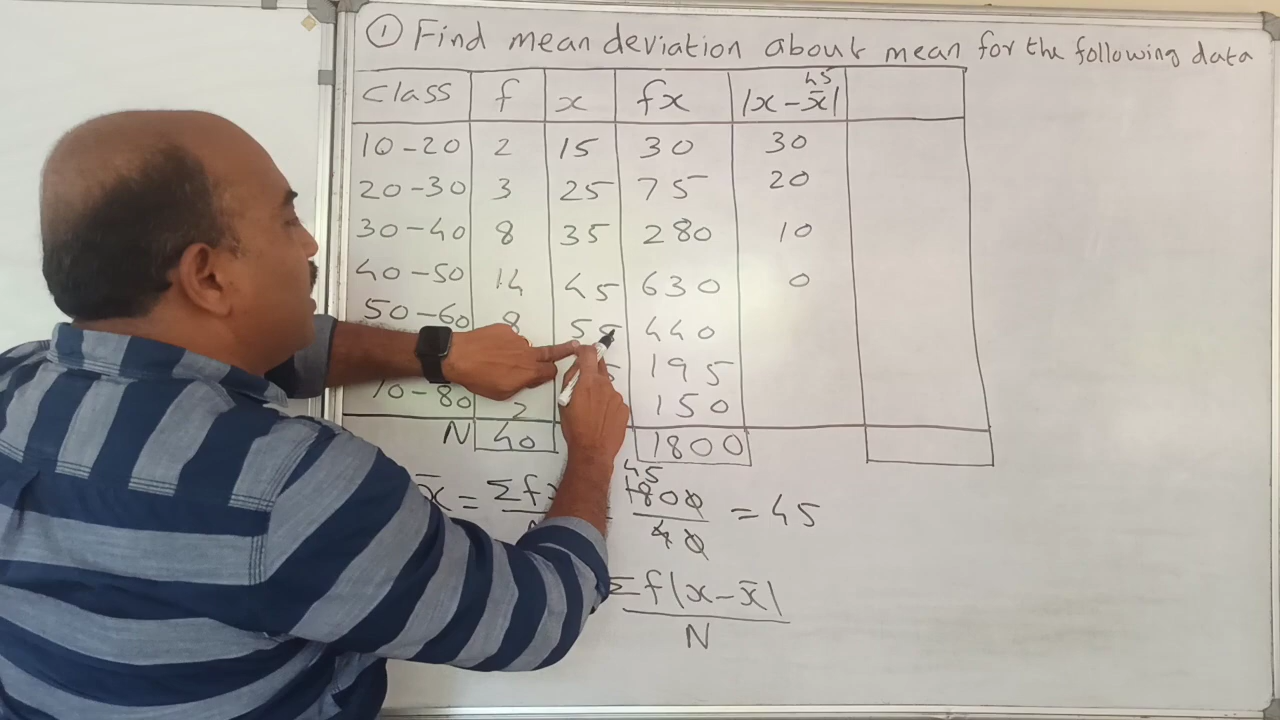 ① Find mean deviation about mean for the following data
45
class f x fx |x-x̄|
10-20 2 15 30 30
20-30 3 25 75 20
30-40 8 35 280 10
40-50 14 45 630 0
50-60 8 55 440
5 195
70-80 2 150
N 40 1800
45
x̄ = Σf 1800/40 = 45
Σf|x-x̄|
N